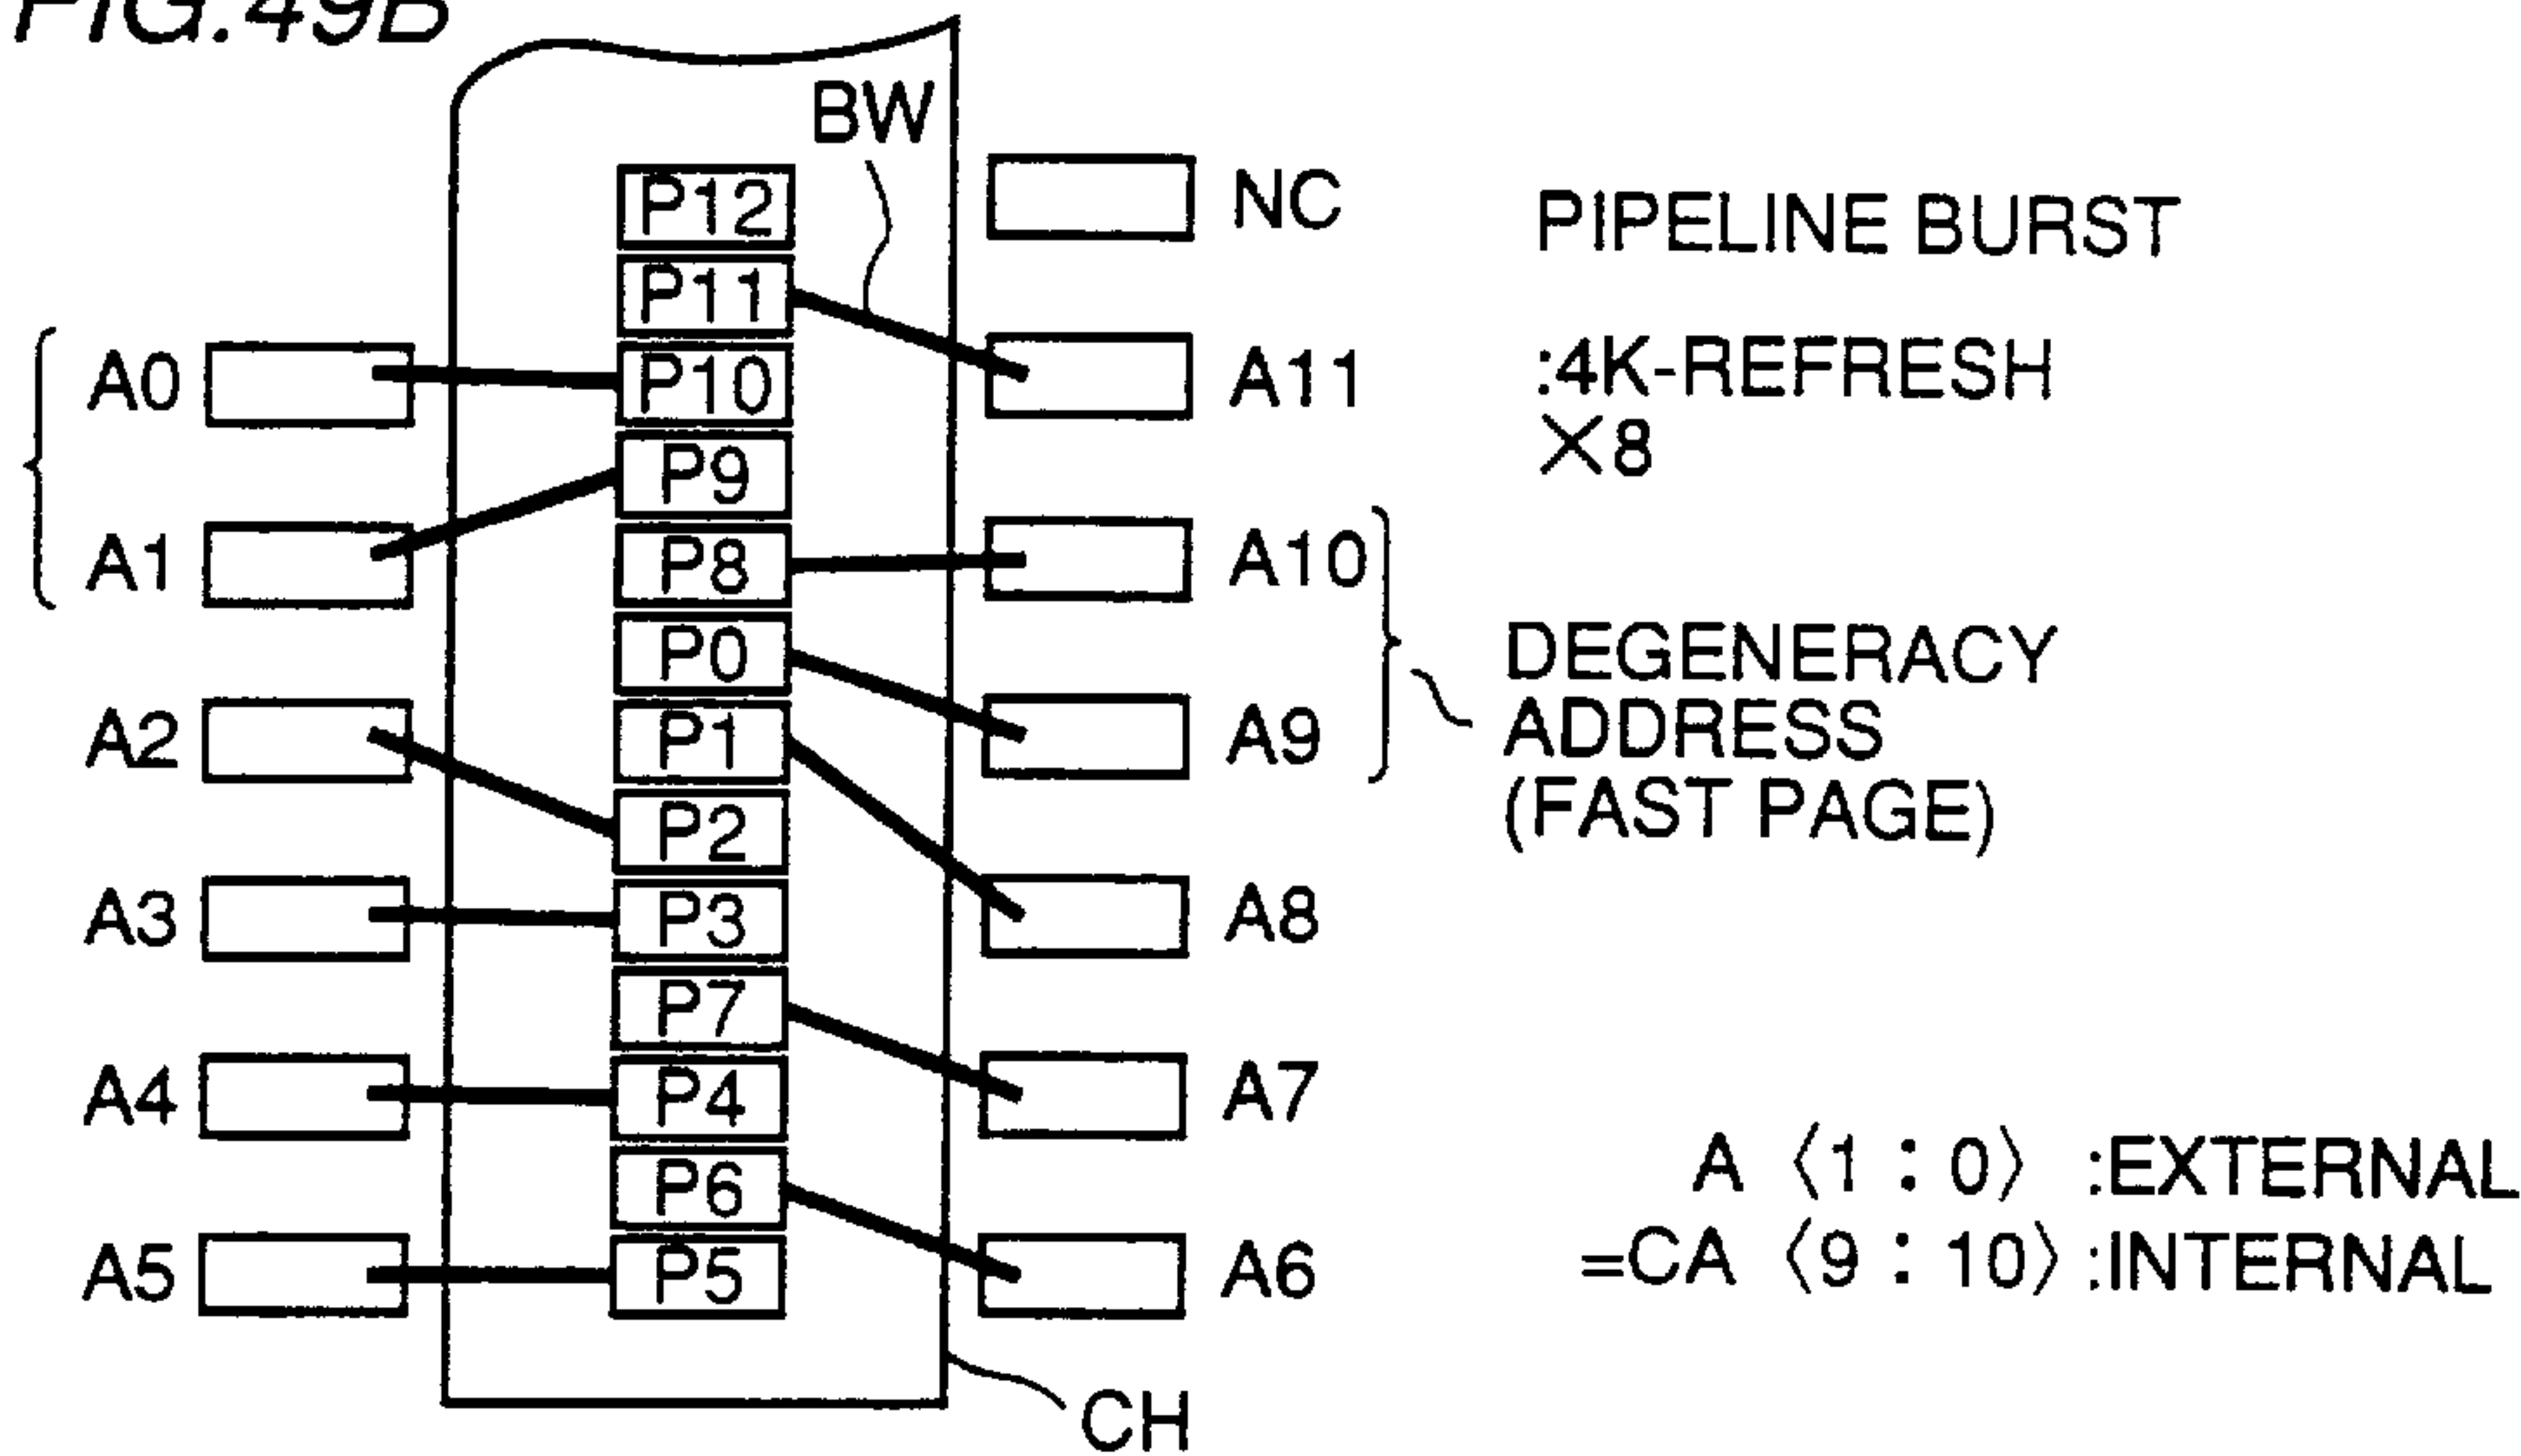 FIG.49B
BW
P12
NC
PIPELINE BURST
P11
A0
P10
A11
:4K-REFRESH
×8
P9
A1
P8
A10
P0
DEGENERACY
ADDRESS
(FAST PAGE)
A2
P1
A9
P2
A3
P3
A8
P7
A4
P4
A7
P6
A ⟨1 : 0⟩ :EXTERNAL
=CA ⟨9 : 10⟩ :INTERNAL
A5
P5
A6
CH